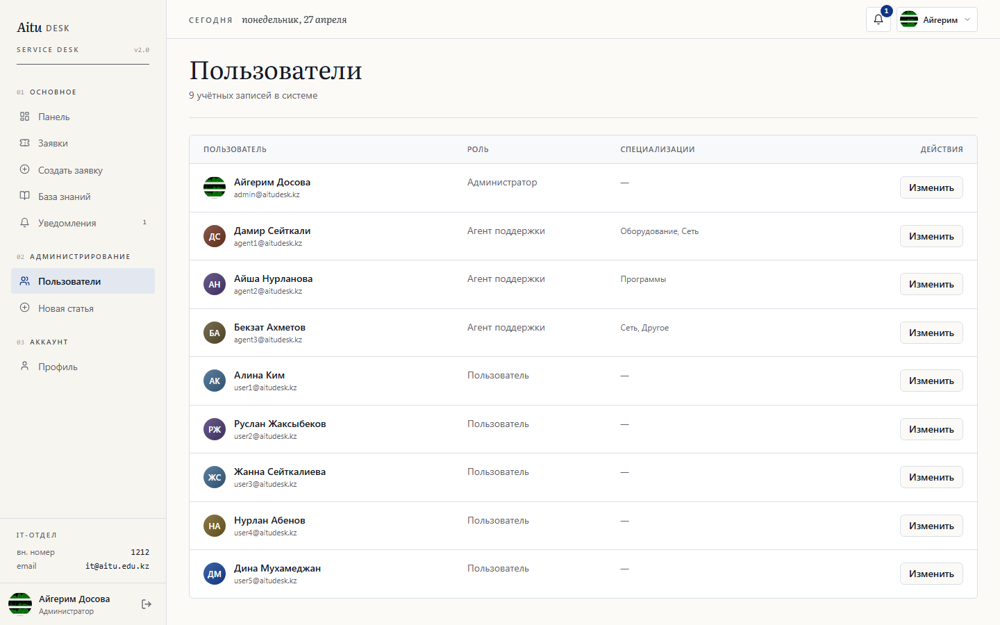 Aitu DESK
SERVICE DESK v2.0
01 ОСНОВНОЕ
Панель
Заявки
Создать заявку
База знаний
Уведомления 1
02 АДМИНИСТРИРОВАНИЕ
Пользователи
Новая статья
03 АККАУНТ
Профиль
IT-ОТДЕЛ
вн. номер 1212
email it@aitu.edu.kz
Айгерим Досова
Администратор
СЕГОДНЯ понедельник, 27 апреля
1
Айгерим
Пользователи
9 учётных записей в системе
ПОЛЬЗОВАТЕЛЬ РОЛЬ СПЕЦИАЛИЗАЦИИ ДЕЙСТВИЯ
Айгерим Досова Администратор — Изменить
admin@aitudesk.kz
ДС Дамир Сейткали Агент поддержки Оборудование, Сеть Изменить
agent1@aitudesk.kz
АН Айша Нурланова Агент поддержки Программы Изменить
agent2@aitudesk.kz
БА Бекзат Ахметов Агент поддержки Сеть, Другое Изменить
agent3@aitudesk.kz
АК Алина Ким Пользователь — Изменить
user1@aitudesk.kz
РЖ Руслан Жаксыбеков Пользователь — Изменить
user2@aitudesk.kz
ЖС Жанна Сейткалиева Пользователь — Изменить
user3@aitudesk.kz
НА Нурлан Абенов Пользователь — Изменить
user4@aitudesk.kz
ДМ Дина Мухамеджан Пользователь — Изменить
user5@aitudesk.kz